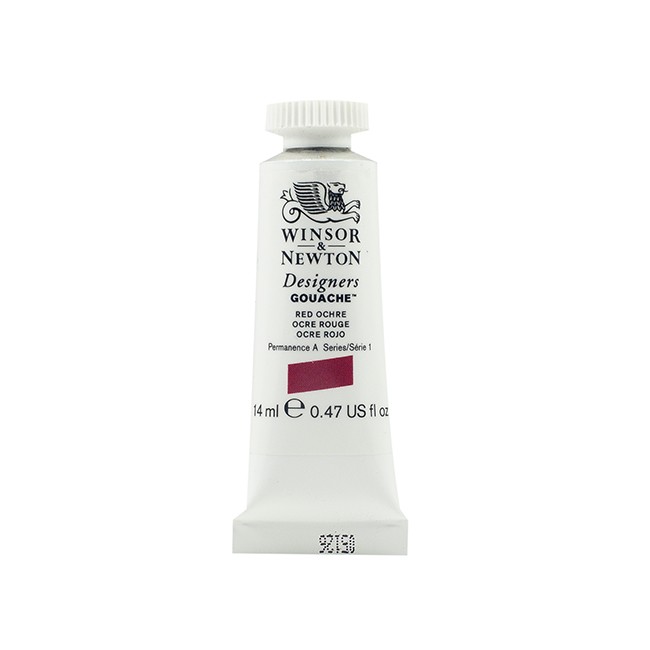 WINSOR
&
NEWTON
Designers
GOUACHE™
RED OCHRE
OCRE ROUGE
OCRE ROJO
Permanence A Series/Série 1
14 ml ℮ 0.47 US fl oz